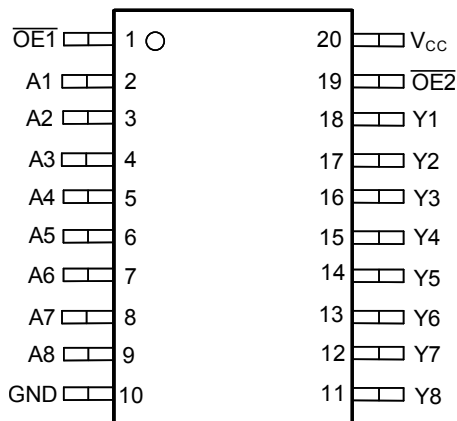 OE1 1 20 VCC
A1 2 19 OE2
A2 3 18 Y1
A3 4 17 Y2
A4 5 16 Y3
A5 6 15 Y4
A6 7 14 Y5
A7 8 13 Y6
A8 9 12 Y7
GND 10 11 Y8